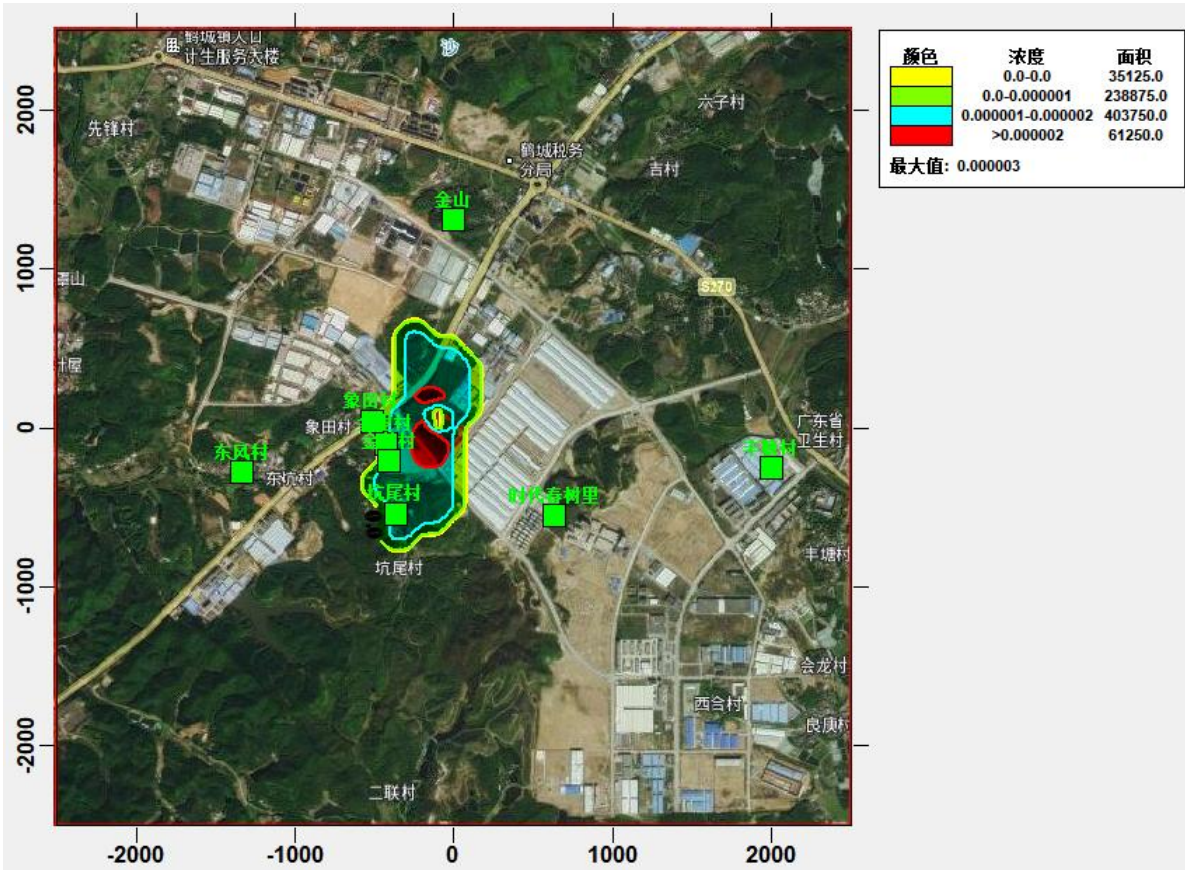 鹤城镇人口
计生服务大楼
沙
颜色 浓度 面积
0.0-0.0 35125.0
0.0-0.000001 238875.0
0.000001-0.000002 403750.0
>0.000002 61250.0
最大值: 0.000003
2000
六子村
先锋村
鹤城税务
分局
吉村
金山
1000
S270
象田村
广东省
卫生村
0
东风村
东坑村
坑尾村
时代春树里
丰塘村
坑尾村
-1000
会龙村
西合村
良庚村
-2000
二联村
-2000 -1000 0 1000 2000